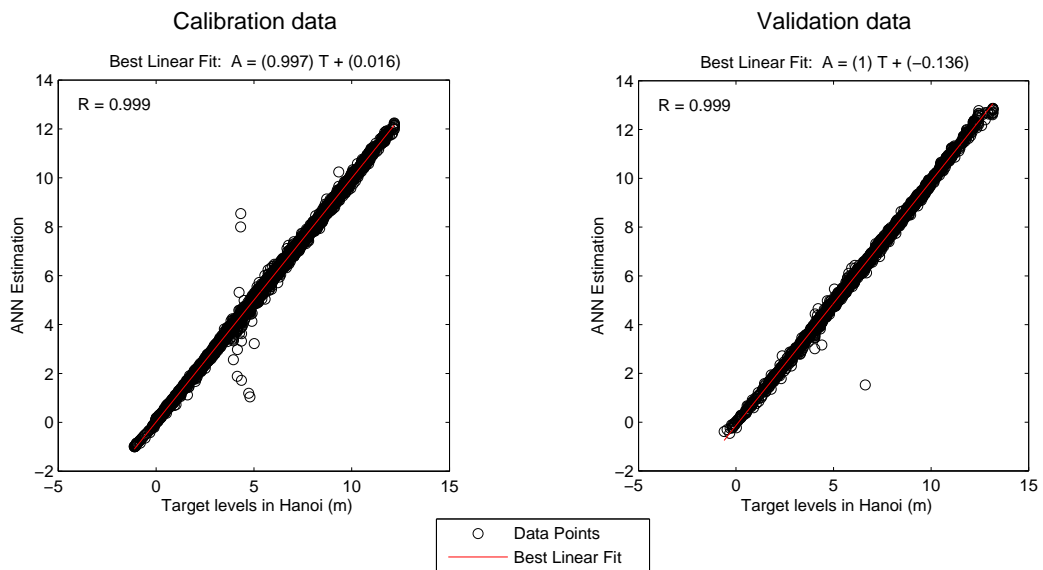 Calibration data
Best Linear Fit:  A = (0.997) T + (0.016)
R = 0.999
14
12
10
8
6
4
2
0
−2
ANN Estimation
−5
0
5
10
15
Target levels in Hanoi (m)
Validation data
Best Linear Fit:  A = (1) T + (−0.136)
R = 0.999
14
12
10
8
6
4
2
0
−2
ANN Estimation
−5
0
5
10
15
Target levels in Hanoi (m)
Data Points
Best Linear Fit